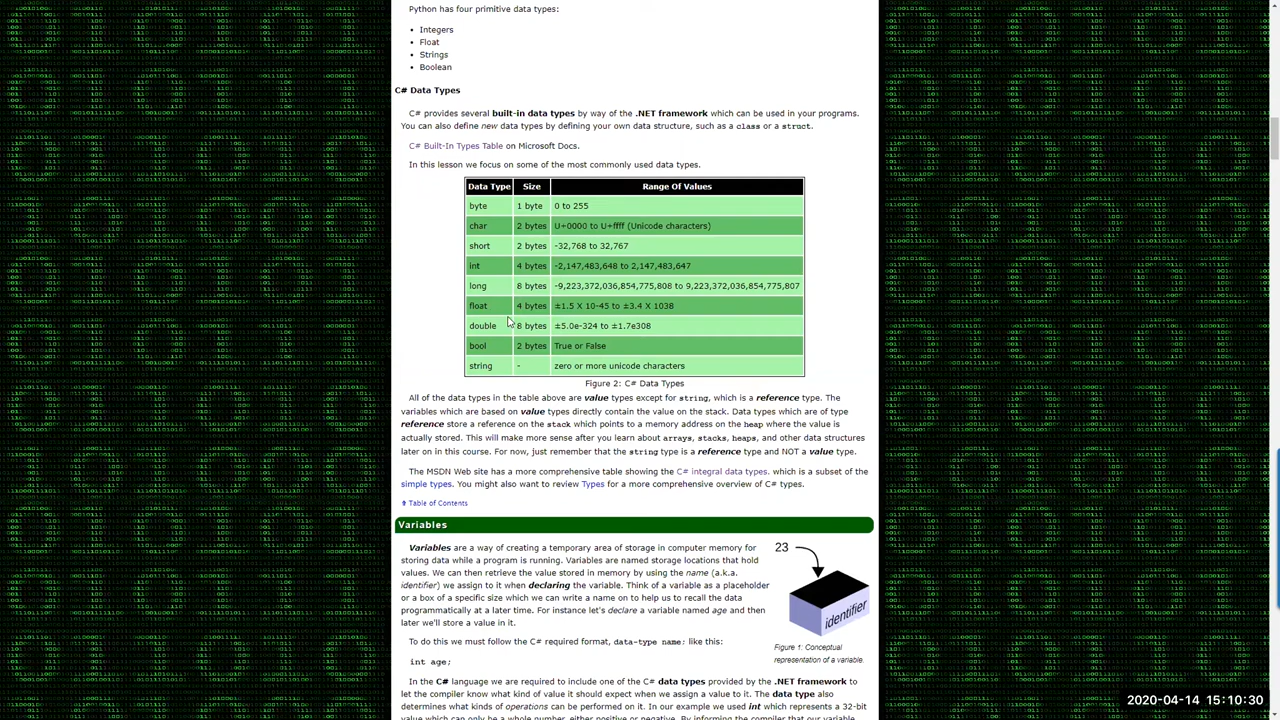 Python has four primitive data types:
• Integers
• Float
• Strings
• Boolean
C# Data Types
C# provides several built-in data types by way of the .NET framework which can be used in your programs.
You can also define new data types by defining your own data structure, such as a class or a struct.
C# Built-In Types Table on Microsoft Docs.
In this lesson we focus on some of the most commonly used data types.
Data Type Size Range Of Values
byte 1 byte 0 to 255
char 2 bytes U+0000 to U+ffff (Unicode characters)
short 2 bytes -32,768 to 32,767
int 4 bytes -2,147,483,648 to 2,147,483,647
long 8 bytes -9,223,372,036,854,775,808 to 9,223,372,036,854,775,807
float 4 bytes ±1.5 X 10-45 to ±3.4 X 1038
double 8 bytes ±5.0e-324 to ±1.7e308
bool 2 bytes True or False
string - zero or more unicode characters
Figure 2: C# Data Types
All of the data types in the table above are value types except for string, which is a reference type. The
variables which are based on value types directly contain the value on the stack. Data types which are of type
reference store a reference on the stack which points to a memory address on the heap where the value is
actually stored. This will make more sense after you learn about arrays, stacks, heaps, and other data structures
later on in this course. For now, just remember that the string type is a reference type and NOT a value type.
The MSDN Web site has a more comprehensive table showing the C# integral data types. which is a subset of the
simple types. You might also want to review Types for a more comprehensive overview of C# types.
⇑ Table of Contents
Variables
Variables are a way of creating a temporary area of storage in computer memory for
storing data while a program is running. Variables are named storage locations that hold
values. We can then retrieve the value stored in memory by using the name (a.k.a.
identifier) we assign to it when declaring the variable. Think of a variable as a placeholder
or a box of a specific size which we can write a name on to help us to recall the data
programmatically at a later time. For instance let's declare a variable named age and then
later we'll store a value in it.
23
identifier
Figure 1: Conceptual
representation of a variable.
To do this we must follow the C# required format, data-type name; like this:
int age;
In the C# language we are required to include one of the C# data types provided by the .NET framework to
let the compiler know what kind of value it should expect when we assign a value to it. The data type also
determines what kinds of operations can be performed on it. In our example we used int which represents a 32-bit
value which can only be a whole number, either positive or negative. By informing the compiler that our variable
2020-04-14 15:10:30